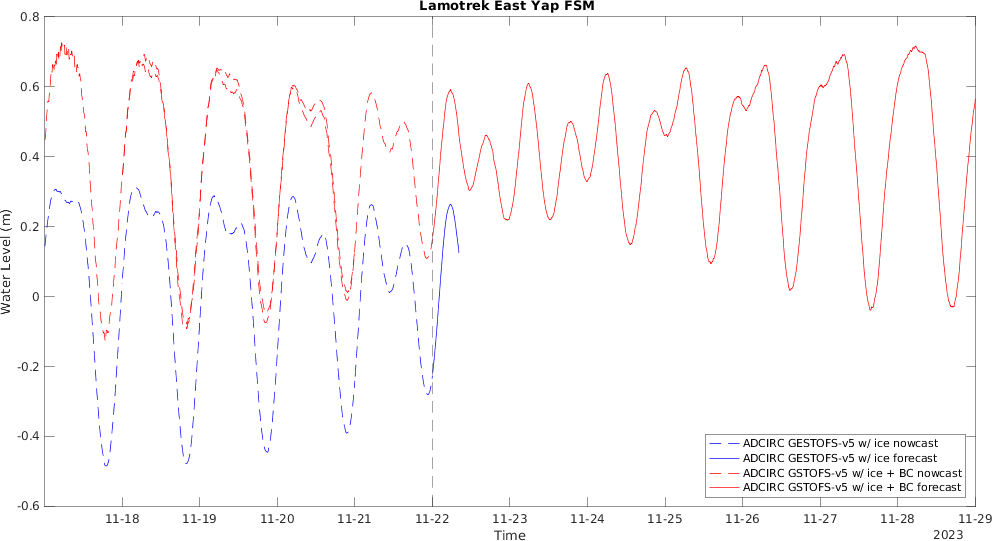 Lamotrek East Yap FSM
0.8
0.6
0.4
0.2
0
-0.2
-0.4
-0.6
Water Level (m)
ADCIRC GESTOFS-v5 w/ ice nowcast
ADCIRC GESTOFS-v5 w/ ice forecast
ADCIRC GSTOFS-v5 w/ ice + BC nowcast
ADCIRC GSTOFS-v5 w/ ice + BC forecast
11-18 11-19 11-20 11-21 11-22 11-23 11-24 11-25 11-26 11-27 11-28 11-29
Time
2023